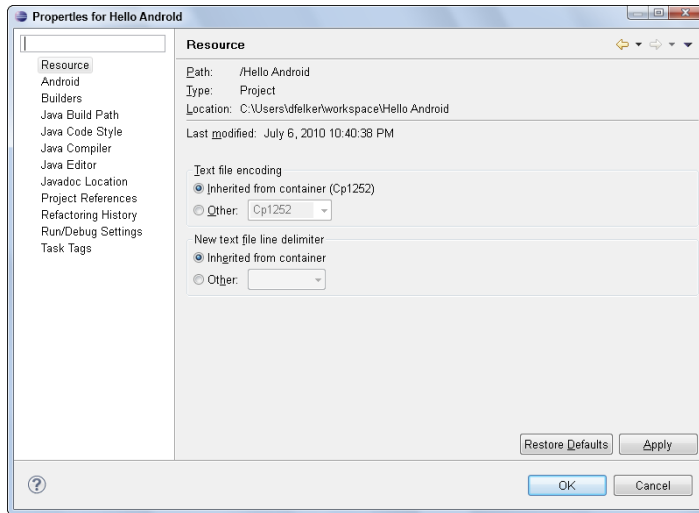 Properties for Hello Android
Resource
Android
Builders
Java Build Path
Java Code Style
Java Compiler
Java Editor
Javadoc Location
Project References
Refactoring History
Run/Debug Settings
Task Tags
Resource
Path: /Hello Android
Type: Project
Location: C:\Users\dfelker\workspace\Hello Android
Last modified: July 6, 2010 10:40:38 PM
Text file encoding
Inherited from container (Cp1252)
Other: Cp1252
New text file line delimiter
Inherited from container
Other:
Restore Defaults Apply
? OK Cancel